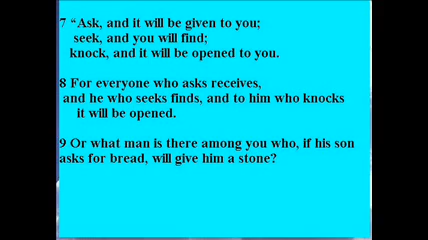 7 “Ask, and it will be given to you;
seek, and you will find;
knock, and it will be opened to you.
8 For everyone who asks receives,
and he who seeks finds, and to him who knocks
it will be opened.
9 Or what man is there among you who, if his son
asks for bread, will give him a stone?